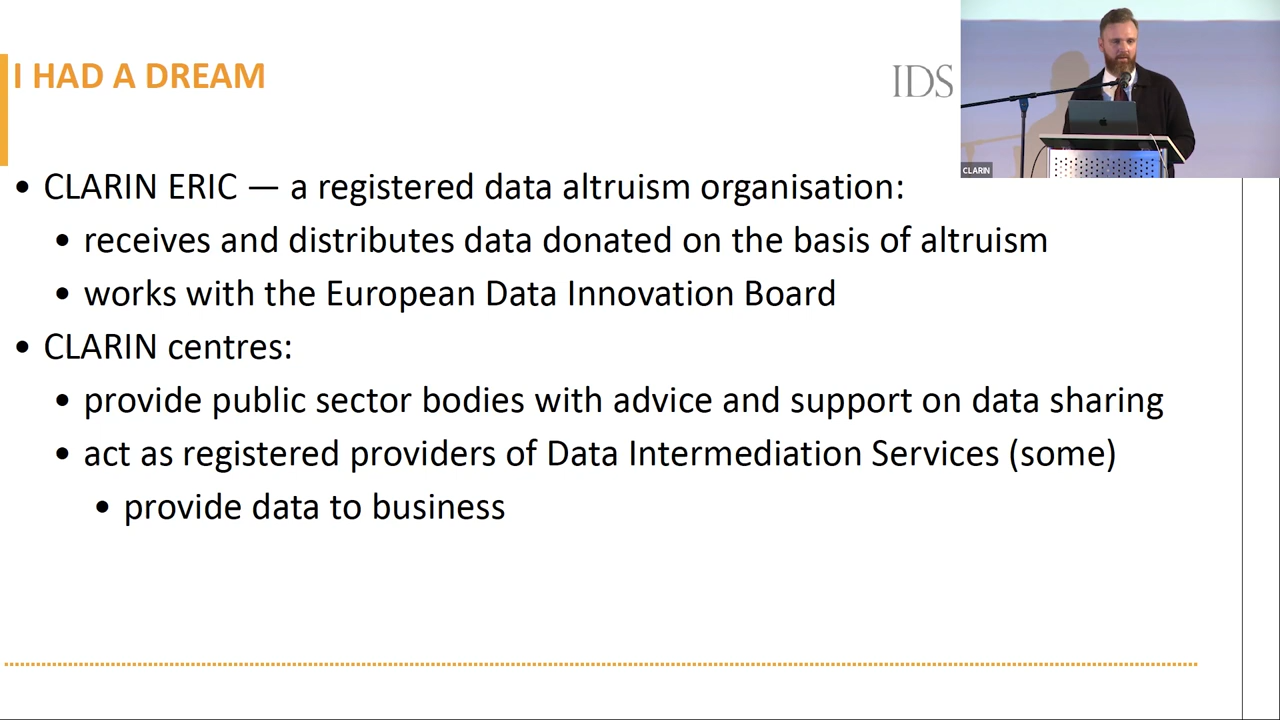 I HAD A DREAM
IDS
CLARIN
• CLARIN ERIC — a registered data altruism organisation:
• receives and distributes data donated on the basis of altruism
• works with the European Data Innovation Board
• CLARIN centres:
• provide public sector bodies with advice and support on data sharing
• act as registered providers of Data Intermediation Services (some)
• provide data to business